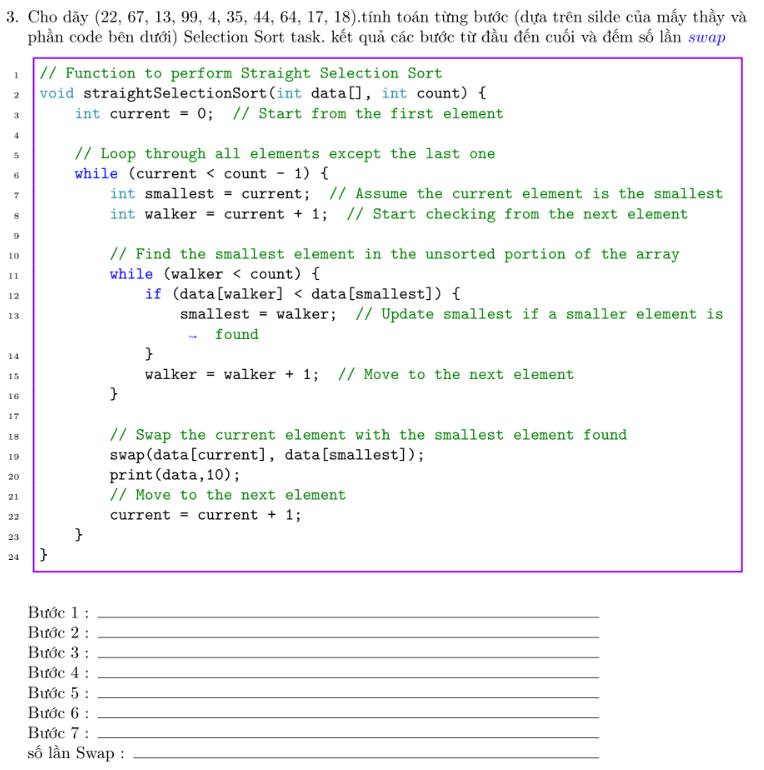 3. Cho dãy (22, 67, 13, 99, 4, 35, 44, 64, 17, 18).tính toán từng bước (dựa trên silde của mấy thầy và
phần code bên dưới) Selection Sort task. kết quả các bước từ đầu đến cuối và đếm số lần swap
1 // Function to perform Straight Selection Sort
2 void straightSelectionSort(int data[], int count) {
3 int current = 0; // Start from the first element
4
5 // Loop through all elements except the last one
6 while (current < count - 1) {
7 int smallest = current; // Assume the current element is the smallest
8 int walker = current + 1; // Start checking from the next element
9
10 // Find the smallest element in the unsorted portion of the array
11 while (walker < count) {
12 if (data[walker] < data[smallest]) {
13 smallest = walker; // Update smallest if a smaller element is
↪ found
14 }
15 walker = walker + 1; // Move to the next element
16 }
17
18 // Swap the current element with the smallest element found
19 swap(data[current], data[smallest]);
20 print(data,10);
21 // Move to the next element
22 current = current + 1;
23 }
24 }
Bước 1 :
Bước 2 :
Bước 3 :
Bước 4 :
Bước 5 :
Bước 6 :
Bước 7 :
số lần Swap :